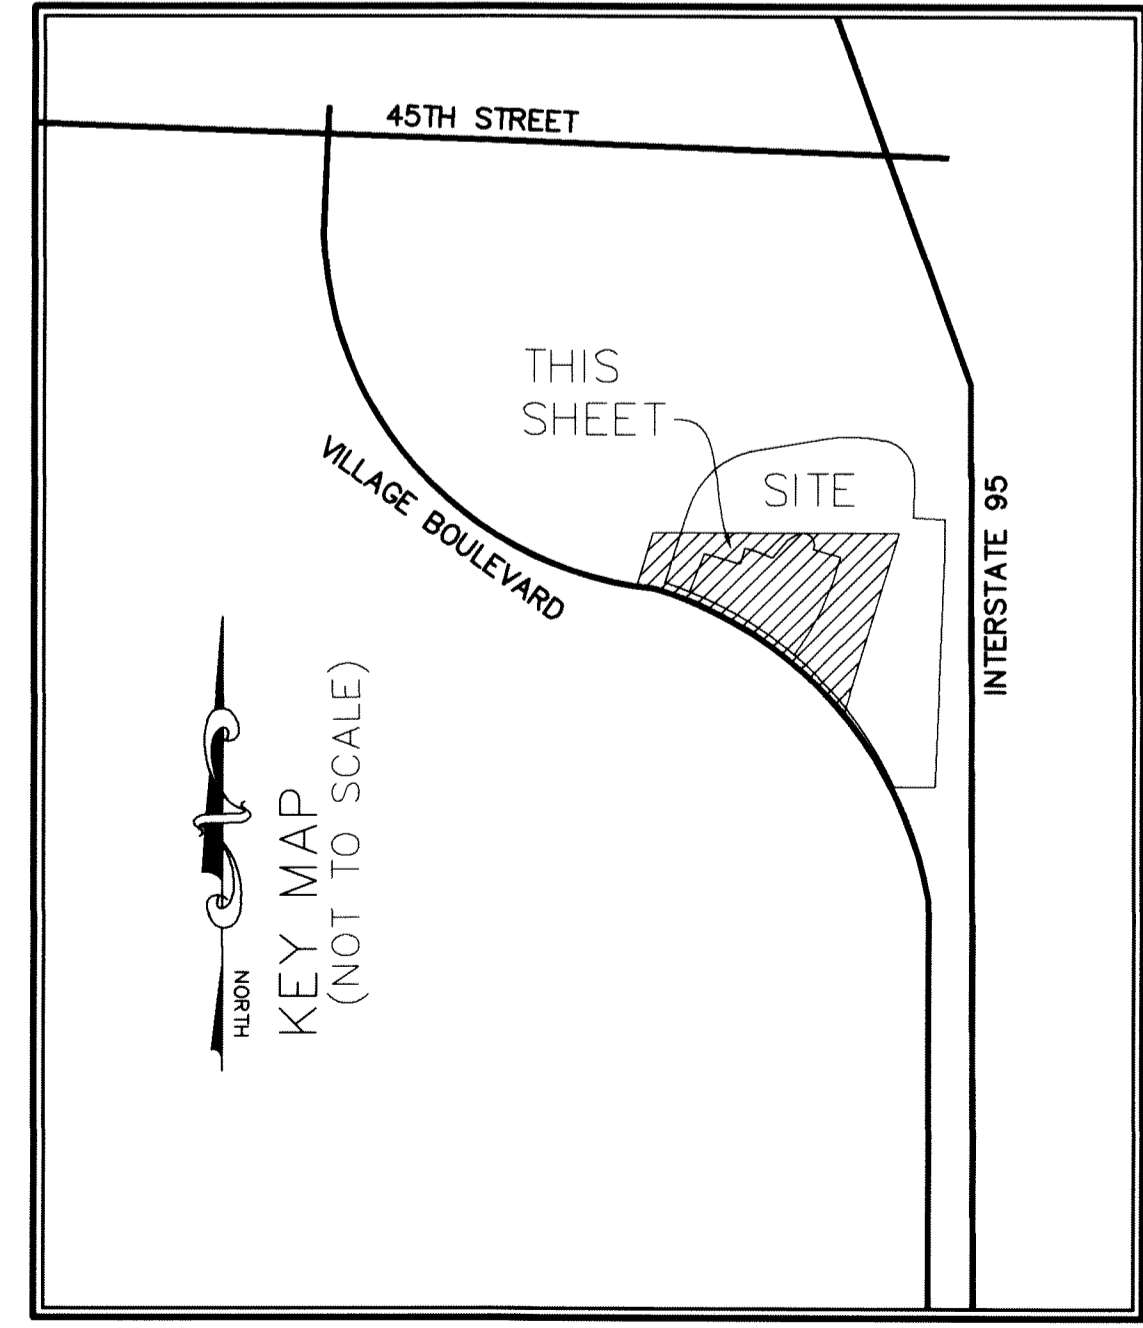 45TH STREET
THIS
SHEET
SITE
VILLAGE BOULEVARD
INTERSTATE 95
KEY MAP
(NOT TO SCALE)
NORTH